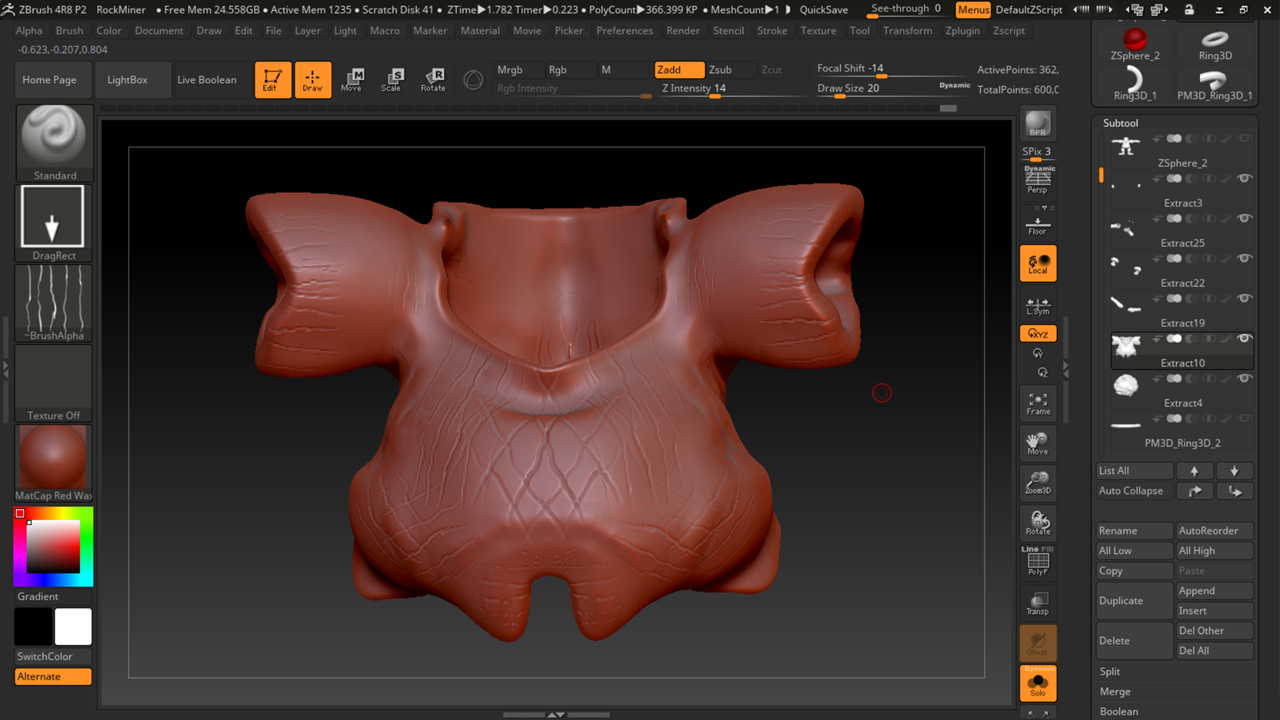 ZBrush 4R8 P2 RockMiner • Free Mem 24.558GB • Active Mem 1235 • Scratch Disk 41 • ZTime▶1.782 Timer▶0.223 • PolyCount▶366.399 KP • MeshCount▶1 QuickSave See-through 0 Menus DefaultZScript
Alpha Brush Color Document Draw Edit File Layer Light Macro Marker Material Movie Picker Preferences Render Stencil Stroke Texture Tool Transform Zplugin Zscript
-0.623,-0.207,0.804
Home Page LightBox Live Boolean Edit Draw Move Scale Rotate
Mrgb Rgb M Zadd Zsub Zcut Focal Shift -14 ActivePoints: 362,
Rgb Intensity Z Intensity 14 Draw Size 20 Dynamic TotalPoints: 600,0
Standard
DragRect
~BrushAlpha
Texture Off
MatCap Red Wax
Gradient
SwitchColor
Alternate
BPR
SPix 3
Dynamic
Persp
Floor
Local
L.Sym
XYZ
Frame
Move
Zoom3D
Rotate
Line Fill
PolyF
Transp
Ghost
Dynamic
Solo
ZSphere_2 Ring3D
Ring3D_1 PM3D_Ring3D_1
Subtool
ZSphere_2
Extract3
Extract25
Extract22
Extract19
Extract10
Extract4
PM3D_Ring3D_2
List All
Auto Collapse
Rename AutoReorder
All Low All High
Copy Paste
Duplicate Append
Insert
Delete Del Other
Del All
Split
Merge
Boolean